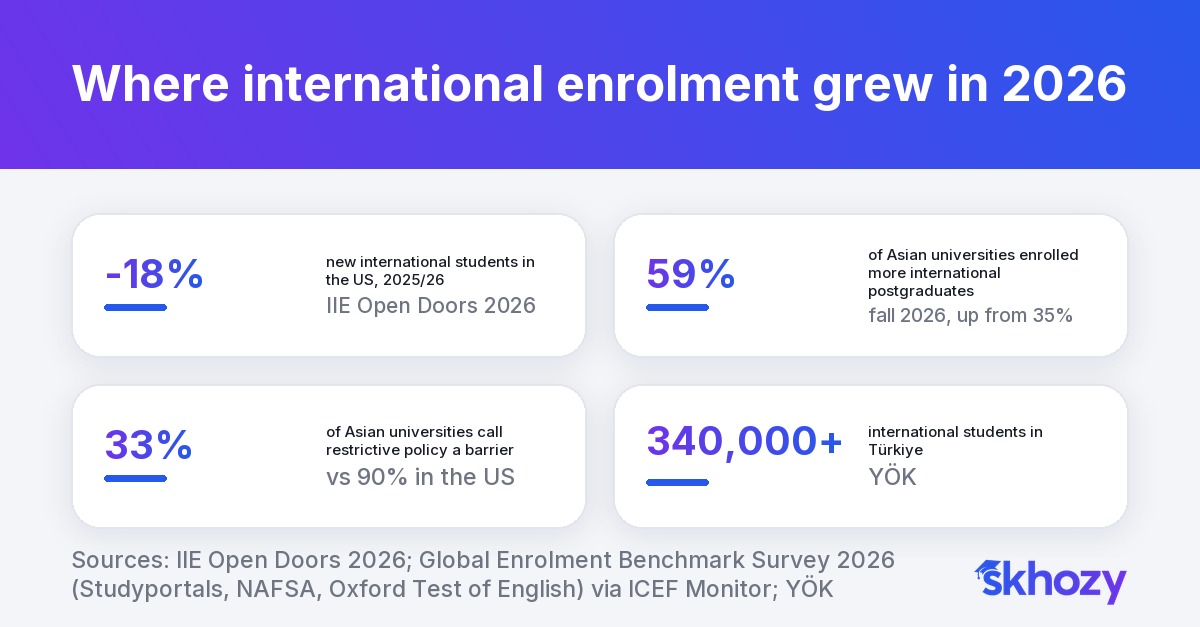 Where international enrolment grew in 2026
-18%
new international students in
the US, 2025/26
IIE Open Doors 2026
59%
of Asian universities enrolled
more international
postgraduates
fall 2026, up from 35%
33%
of Asian universities call
restrictive policy a barrier
vs 90% in the US
340,000+
international students in
Türkiye
YÖK
Sources: IIE Open Doors 2026; Global Enrolment Benchmark Survey 2026
(Studyportals, NAFSA, Oxford Test of English) via ICEF Monitor; YÖK
skhozy